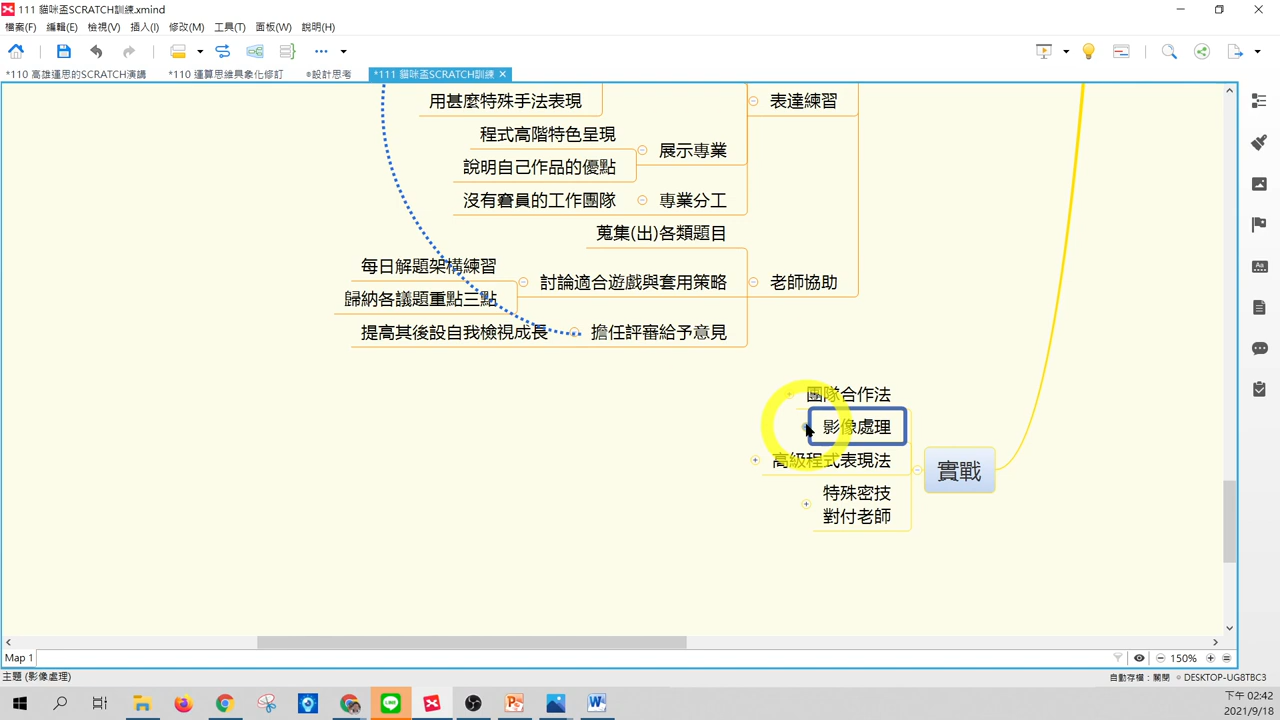 111 貓咪盃SCRATCH訓練.xmind
檔案(F) 編輯(E) 檢視(V) 插入(I) 修改(M) 工具(T) 面板(W) 說明(H)
*110 高雄運思的SCRATCH演講 *110 運算思維具象化修訂 設計思考 *111 貓咪盃SCRATCH訓練
用甚麼特殊手法表現
表達練習
程式高階特色呈現
說明自己作品的優點
展示專業
沒有窘員的工作團隊
專業分工
蒐集(出)各類題目
每日解題架構練習
歸納各議題重點三點
討論適合遊戲與套用策略
老師協助
提高其後設自我檢視成長
擔任評審給予意見
團隊合作法
影像處理
高級程式表現法
特殊密技
對付老師
實戰
Map 1
150%
主題 (影像處理)
自動存檔：關閉 DESKTOP-UG8TBC3
下午 02:42
2021/9/18